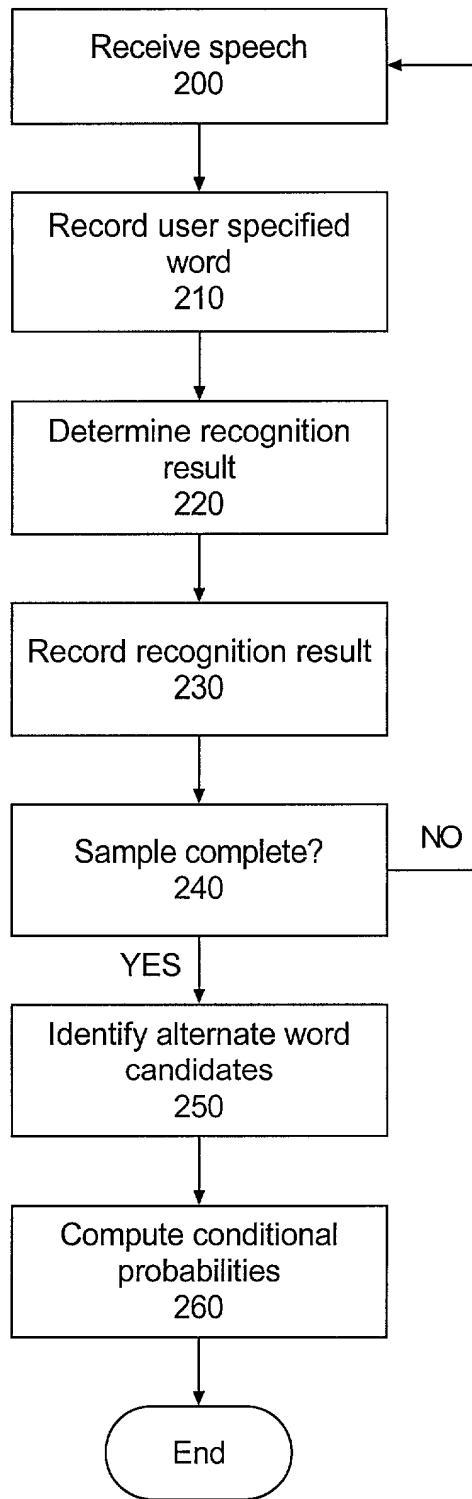 Receive speech
200
Record user specified
word
210
Determine recognition
result
220
Record recognition result
230
Sample complete?
240
NO
YES
Identify alternate word
candidates
250
Compute conditional
probabilities
260
End